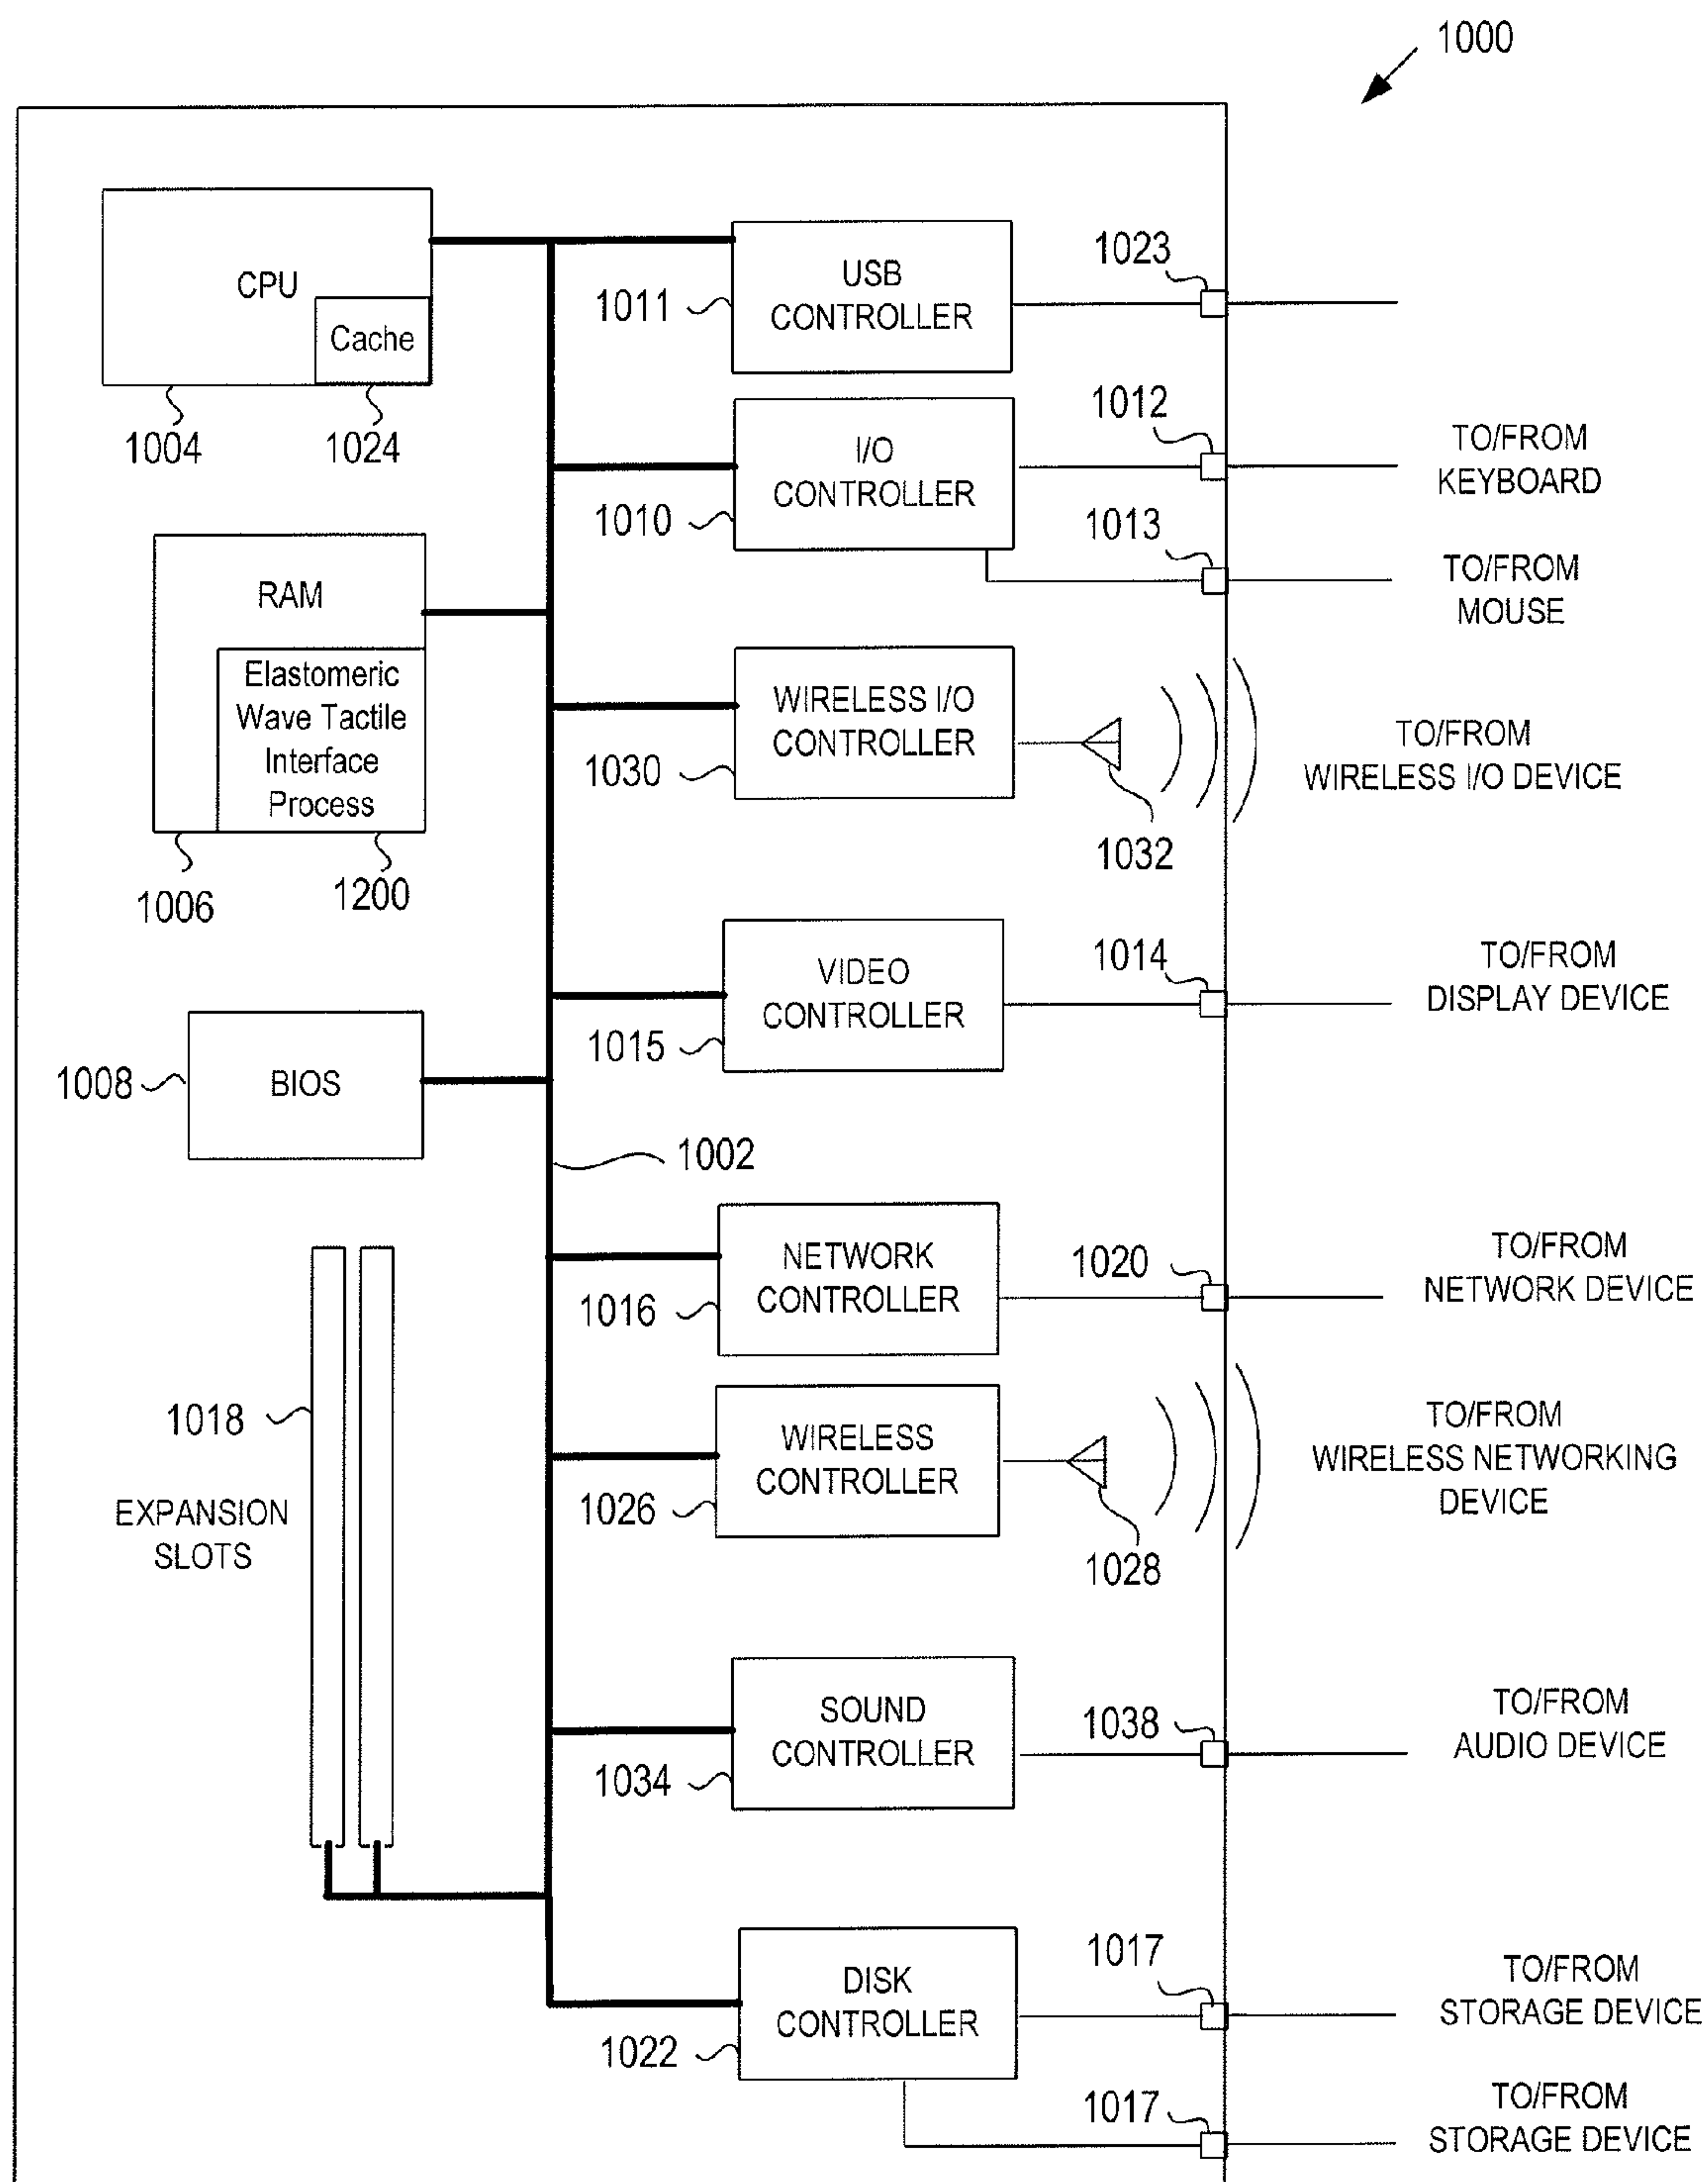 1000
CPU
Cache
1004
1024
USB
CONTROLLER
1011
1023
I/O
CONTROLLER
1010
1012
TO/FROM
KEYBOARD
1013
TO/FROM
MOUSE
RAM
Elastomeric
Wave Tactile
Interface
Process
1006
1200
WIRELESS I/O
CONTROLLER
1030
1032
TO/FROM
WIRELESS I/O DEVICE
VIDEO
CONTROLLER
1015
1014
TO/FROM
DISPLAY DEVICE
1008
BIOS
1002
NETWORK
CONTROLLER
1016
1020
TO/FROM
NETWORK DEVICE
1018
EXPANSION
SLOTS
WIRELESS
CONTROLLER
1026
1028
TO/FROM
WIRELESS NETWORKING
DEVICE
SOUND
CONTROLLER
1034
1038
TO/FROM
AUDIO DEVICE
DISK
CONTROLLER
1022
1017
TO/FROM
STORAGE DEVICE
1017
TO/FROM
STORAGE DEVICE